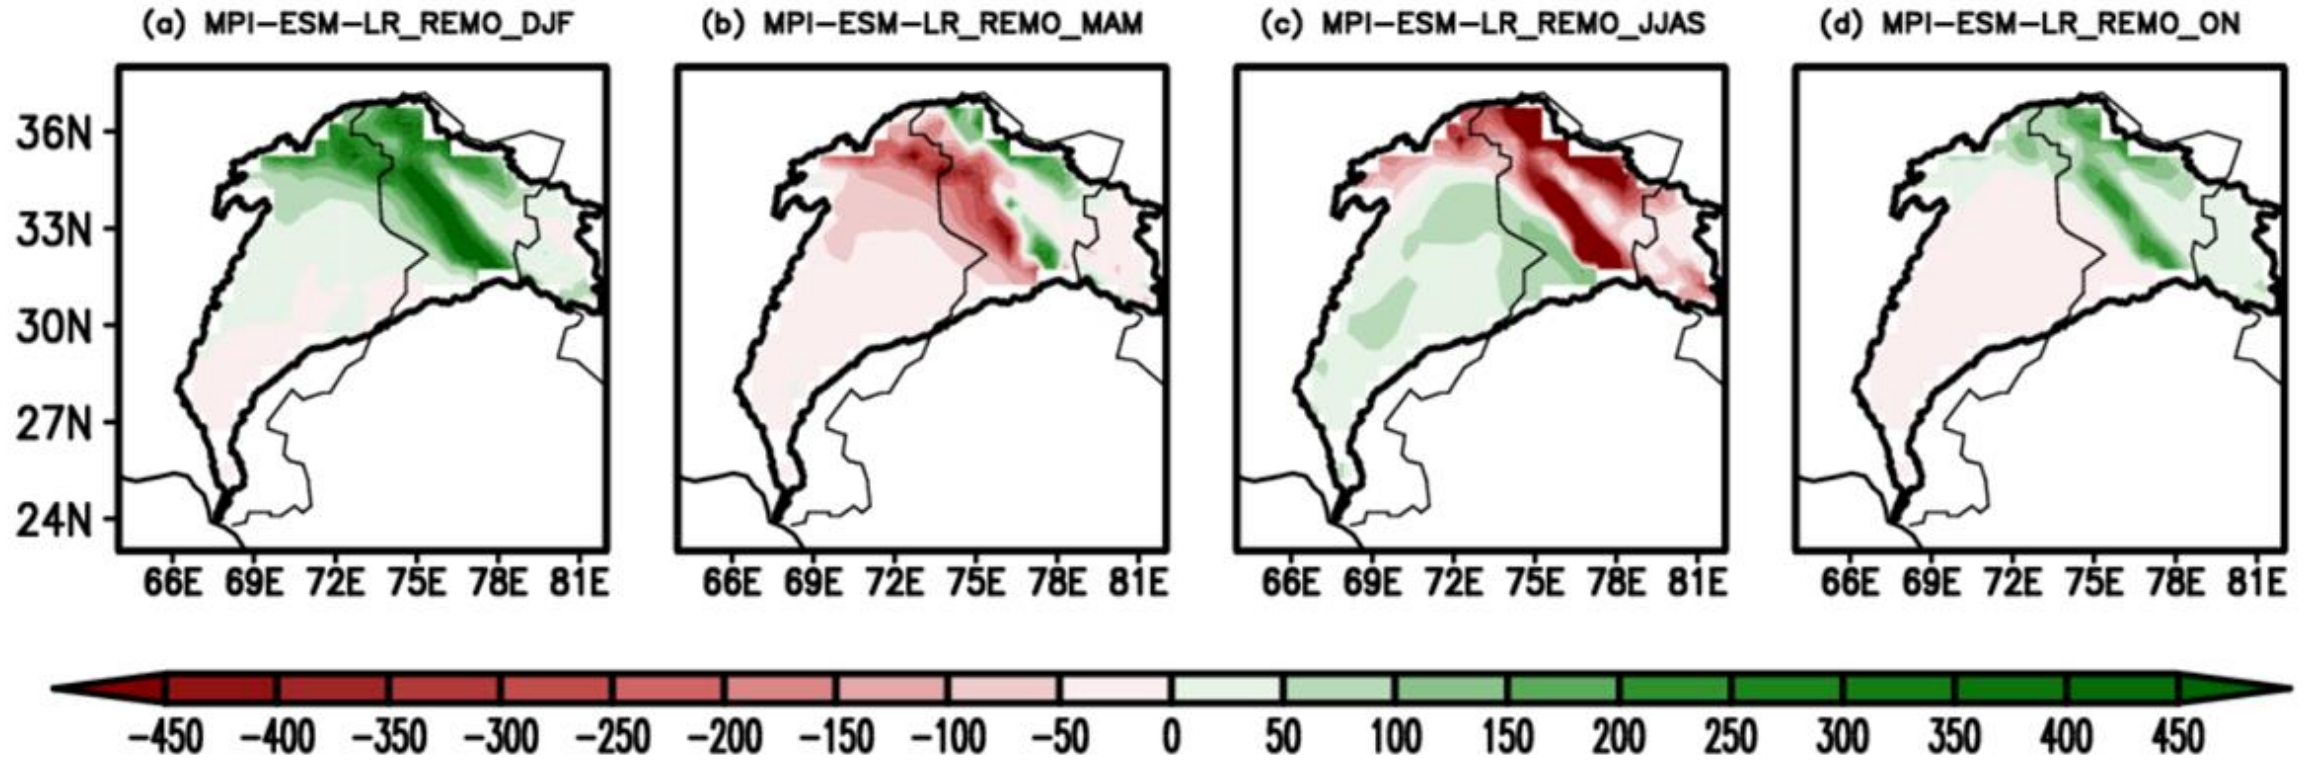 (a) MPI−ESM−LR_REMO_DJF (b) MPI−ESM−LR_REMO_MAM (c) MPI−ESM−LR_REMO_JJAS (d) MPI−ESM−LR_REMO_ON
36N
33N
30N
27N
24N
66E 69E 72E 75E 78E 81E 66E 69E 72E 75E 78E 81E 66E 69E 72E 75E 78E 81E 66E 69E 72E 75E 78E 81E
−450 −400 −350 −300 −250 −200 −150 −100 −50 0 50 100 150 200 250 300 350 400 450